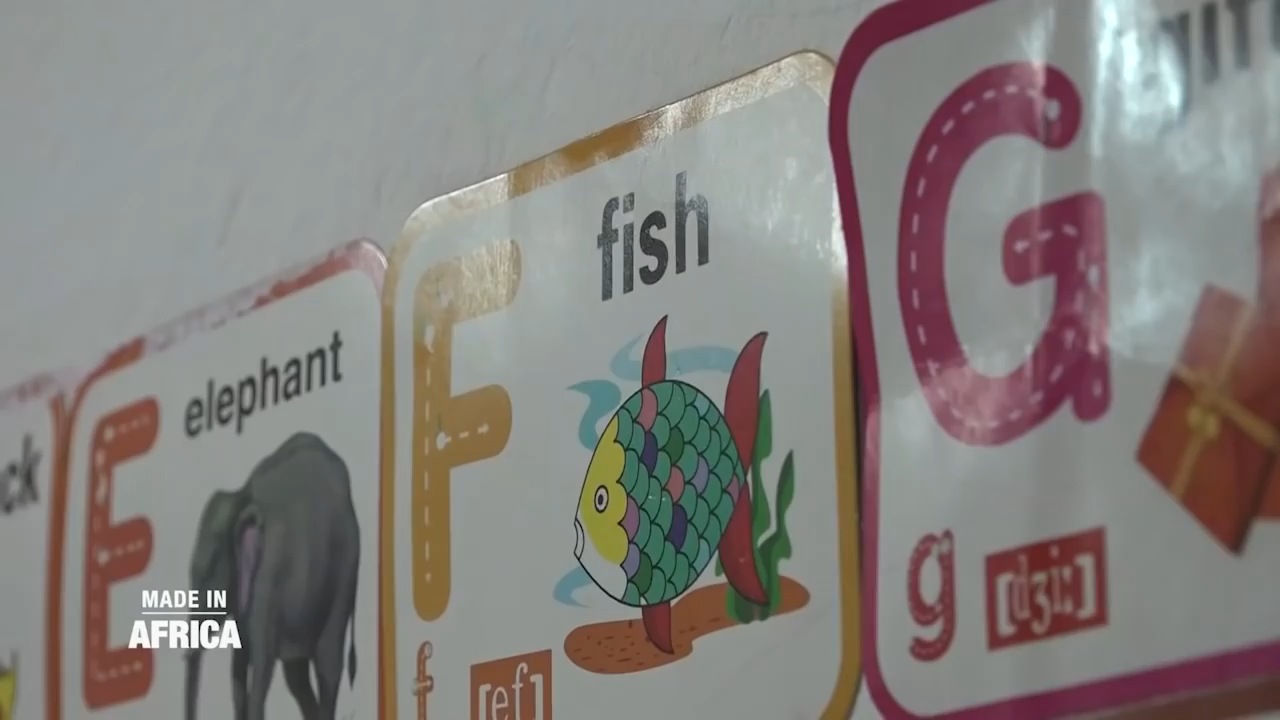 E
elephant
F
fish
f
[ef]
G
g
[dʒiː]
MADE IN
AFRICA